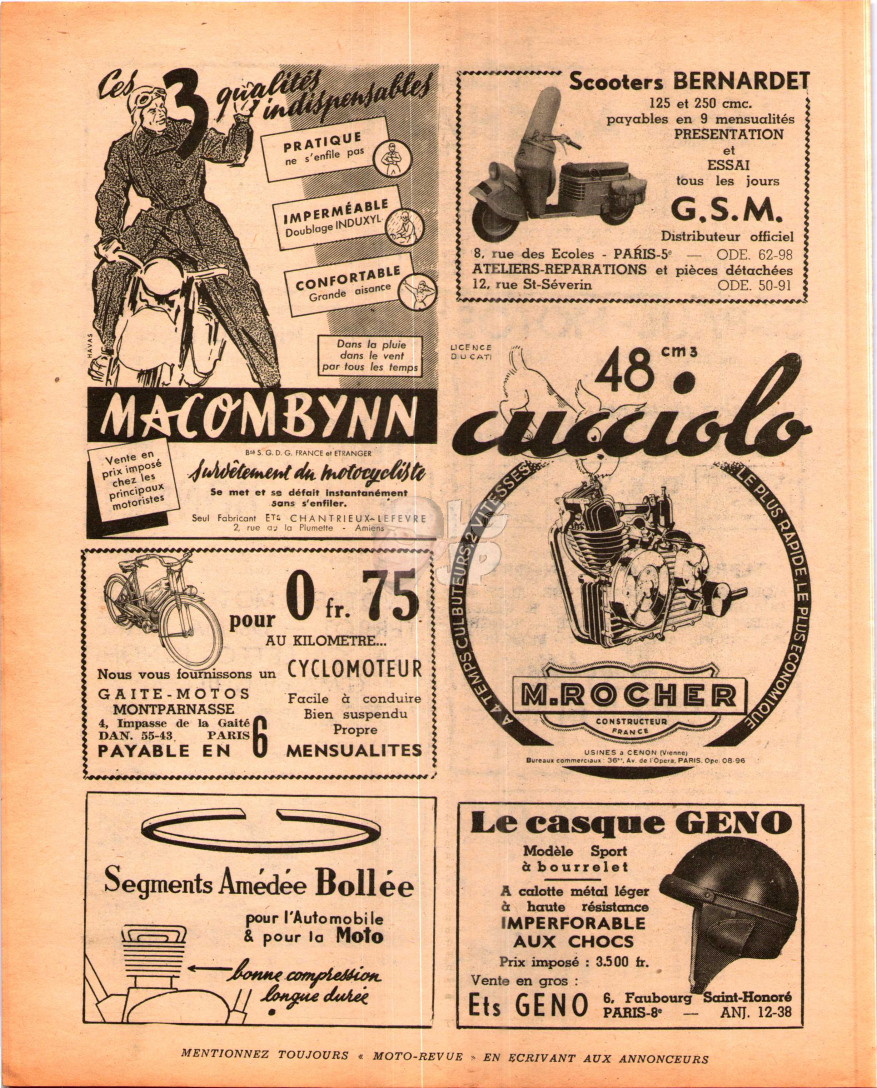 Ces 3 qualités
indispensables
PRATIQUE
ne s'enfile pas
IMPERMÉABLE
Doublage INDUXYL
CONFORTABLE
Grande aisance
HAVAS
Dans la pluie
dans le vent
par tous les temps
MACOMBYNN
Bté S. G. D. G. FRANCE et ETRANGER
Vente en
prix imposé
chez les
principaux
motoristes
Survêtement du motocycliste
Se met et se défait instantanément
sans s'enfiler.
Seul Fabricant Ets CHANTRIEUX-LEFEVRE
2, rue de la Plumette - Amiens
Scooters BERNARDET
125 et 250 cmc.
payables en 9 mensualités
PRESENTATION
et
ESSAI
tous les jours
G.S.M.
Distributeur officiel
8, rue des Ecoles - PARIS-5e — ODE. 62-98
ATELIERS-REPARATIONS et pièces détachées
12, rue St-Séverin ODE. 50-91
LICENCE
DUCATI
48 cm3
cucciolo
A 4 TEMPS, CULBUTEURS, 2 VITESSES
LE PLUS RAPIDE, LE PLUS ECONOMIQUE
M.ROCHER
CONSTRUCTEUR
FRANCE
USINES à CENON (Vienne)
Bureaux commerciaux : 36bis, Av. de l'Opera, PARIS. Ope. 08-96
pour 0 fr. 75
AU KILOMETRE...
Nous vous fournissons un CYCLOMOTEUR
GAITE-MOTOS
MONTPARNASSE
4, Impasse de la Gaité
DAN. 55-43 PARIS
Facile à conduire
Bien suspendu
Propre
PAYABLE EN 6 MENSUALITES
Segments Amédée Bollée
pour l'Automobile
& pour la Moto
bonne compression
longue durée
Le casque GENO
Modèle Sport
à bourrelet
A calotte métal léger
à haute résistance
IMPERFORABLE
AUX CHOCS
Prix imposé : 3.500 fr.
Vente en gros :
Ets GENO 6, Faubourg Saint-Honoré
PARIS-8e — ANJ. 12-38
MENTIONNEZ TOUJOURS « MOTO-REVUE » EN ECRIVANT AUX ANNONCEURS